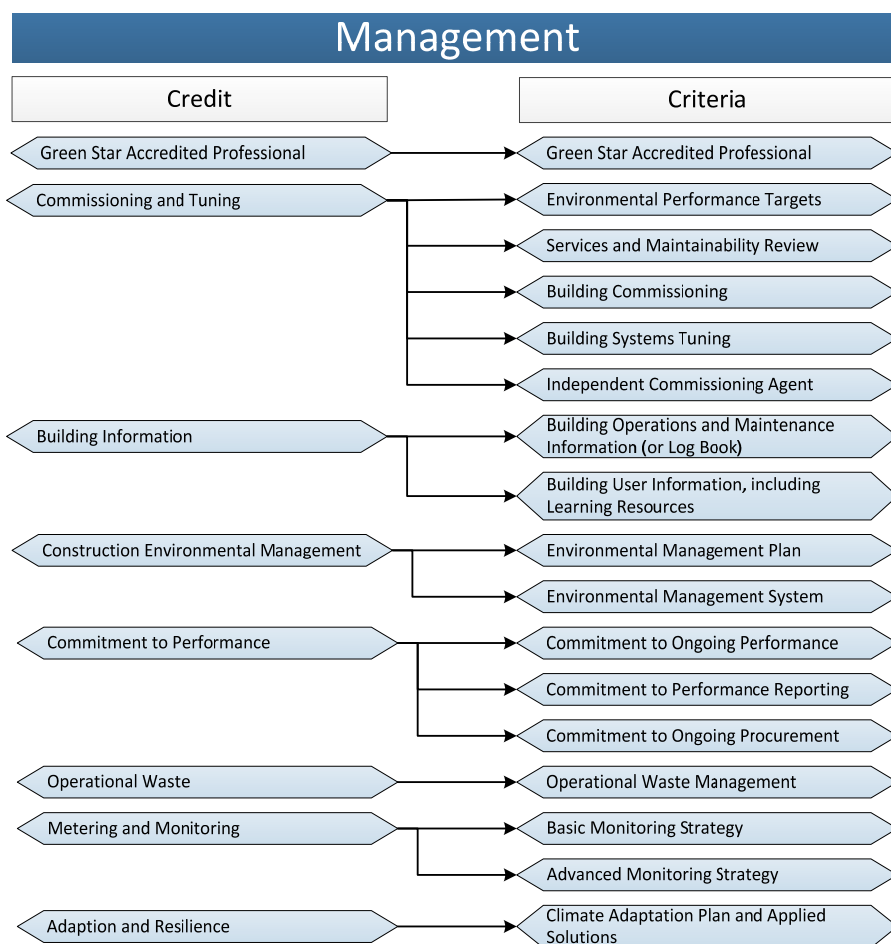 Management
Credit
Criteria
Green Star Accredited Professional
Green Star Accredited Professional
Commissioning and Tuning
Environmental Performance Targets
Services and Maintainability Review
Building Commissioning
Building Systems Tuning
Independent Commissioning Agent
Building Information
Building Operations and Maintenance
Information (or Log Book)
Building User Information, including
Learning Resources
Construction Environmental Management
Environmental Management Plan
Environmental Management System
Commitment to Performance
Commitment to Ongoing Performance
Commitment to Performance Reporting
Commitment to Ongoing Procurement
Operational Waste
Operational Waste Management
Metering and Monitoring
Basic Monitoring Strategy
Advanced Monitoring Strategy
Adaption and Resilience
Climate Adaptation Plan and Applied
Solutions